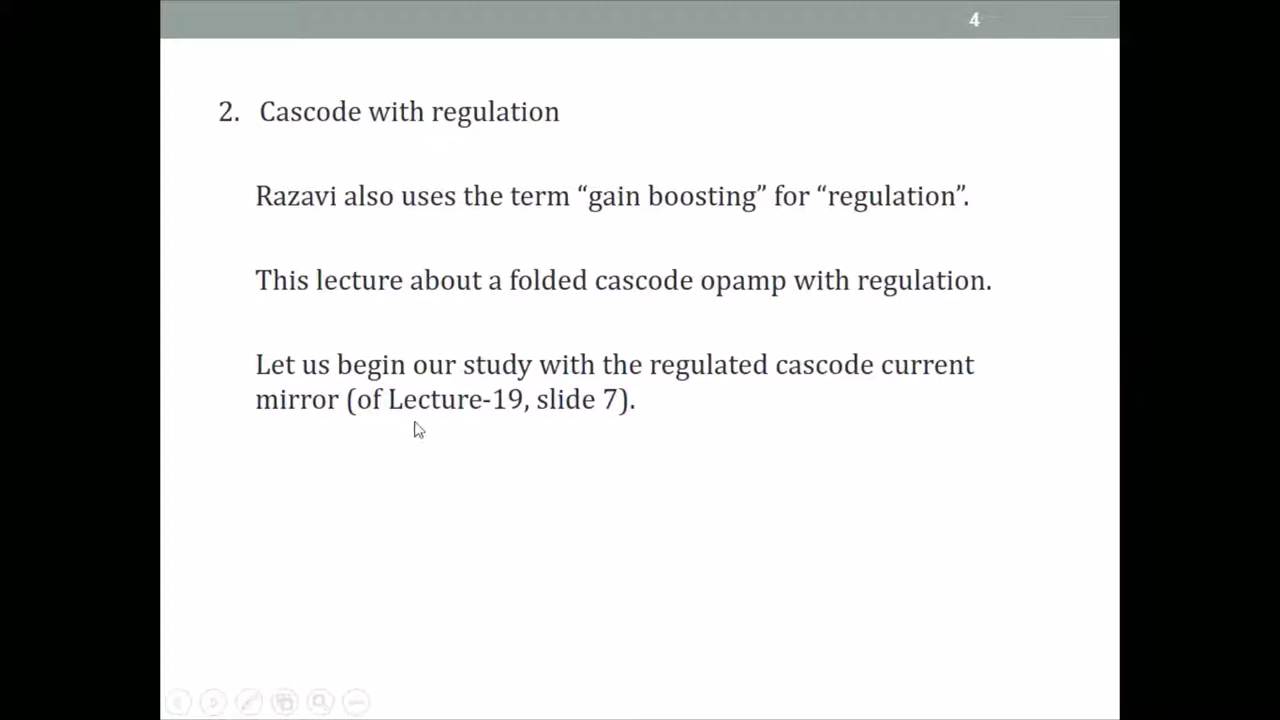 4
2. Cascode with regulation
Razavi also uses the term “gain boosting” for “regulation”.
This lecture about a folded cascode opamp with regulation.
Let us begin our study with the regulated cascode current
mirror (of Lecture-19, slide 7).